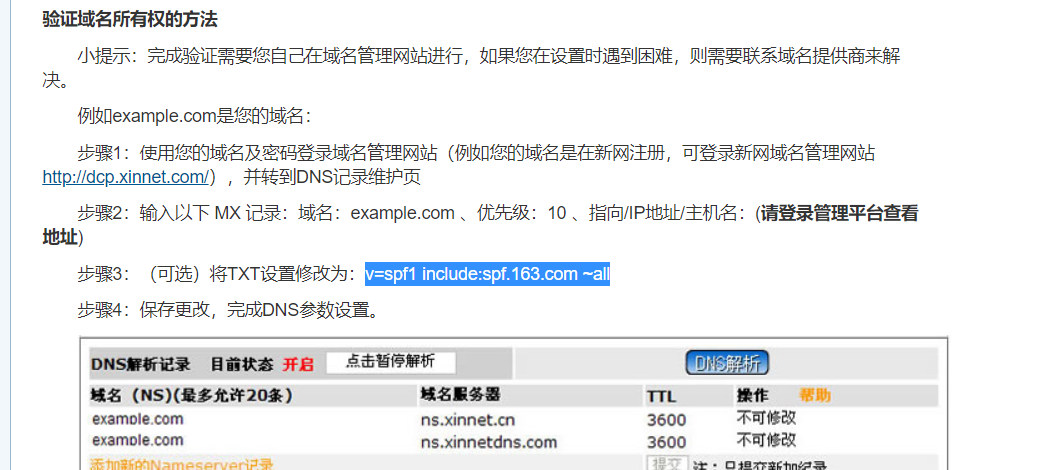 验证域名所有权的方法
小提示：完成验证需要您自己在域名管理网站进行，如果您在设置时遇到困难，则需要联系域名提供商来解
决。
例如example.com是您的域名：
步骤1：使用您的域名及密码登录域名管理网站（例如您的域名是在新网注册，可登录新网域名管理网站
http://dcp.xinnet.com/），并转到DNS记录维护页
步骤2：输入以下 MX 记录：域名：example.com 、优先级：10 、指向/IP地址/主机名：(请登录管理平台查看
地址)
步骤3：（可选）将TXT设置修改为：v=spf1 include:spf.163.com ~all
步骤4：保存更改，完成DNS参数设置。
DNS解析记录 目前状态 开启 点击暂停解析 DNS解析
域名（NS）(最多允许20条） 域名服务器 TTL 操作 帮助
example.com ns.xinnet.cn 3600 不可修改
example.com ns.xinnetdns.com 3600 不可修改
添加新的Nameserver记录 提交 注：只提交新加纪录